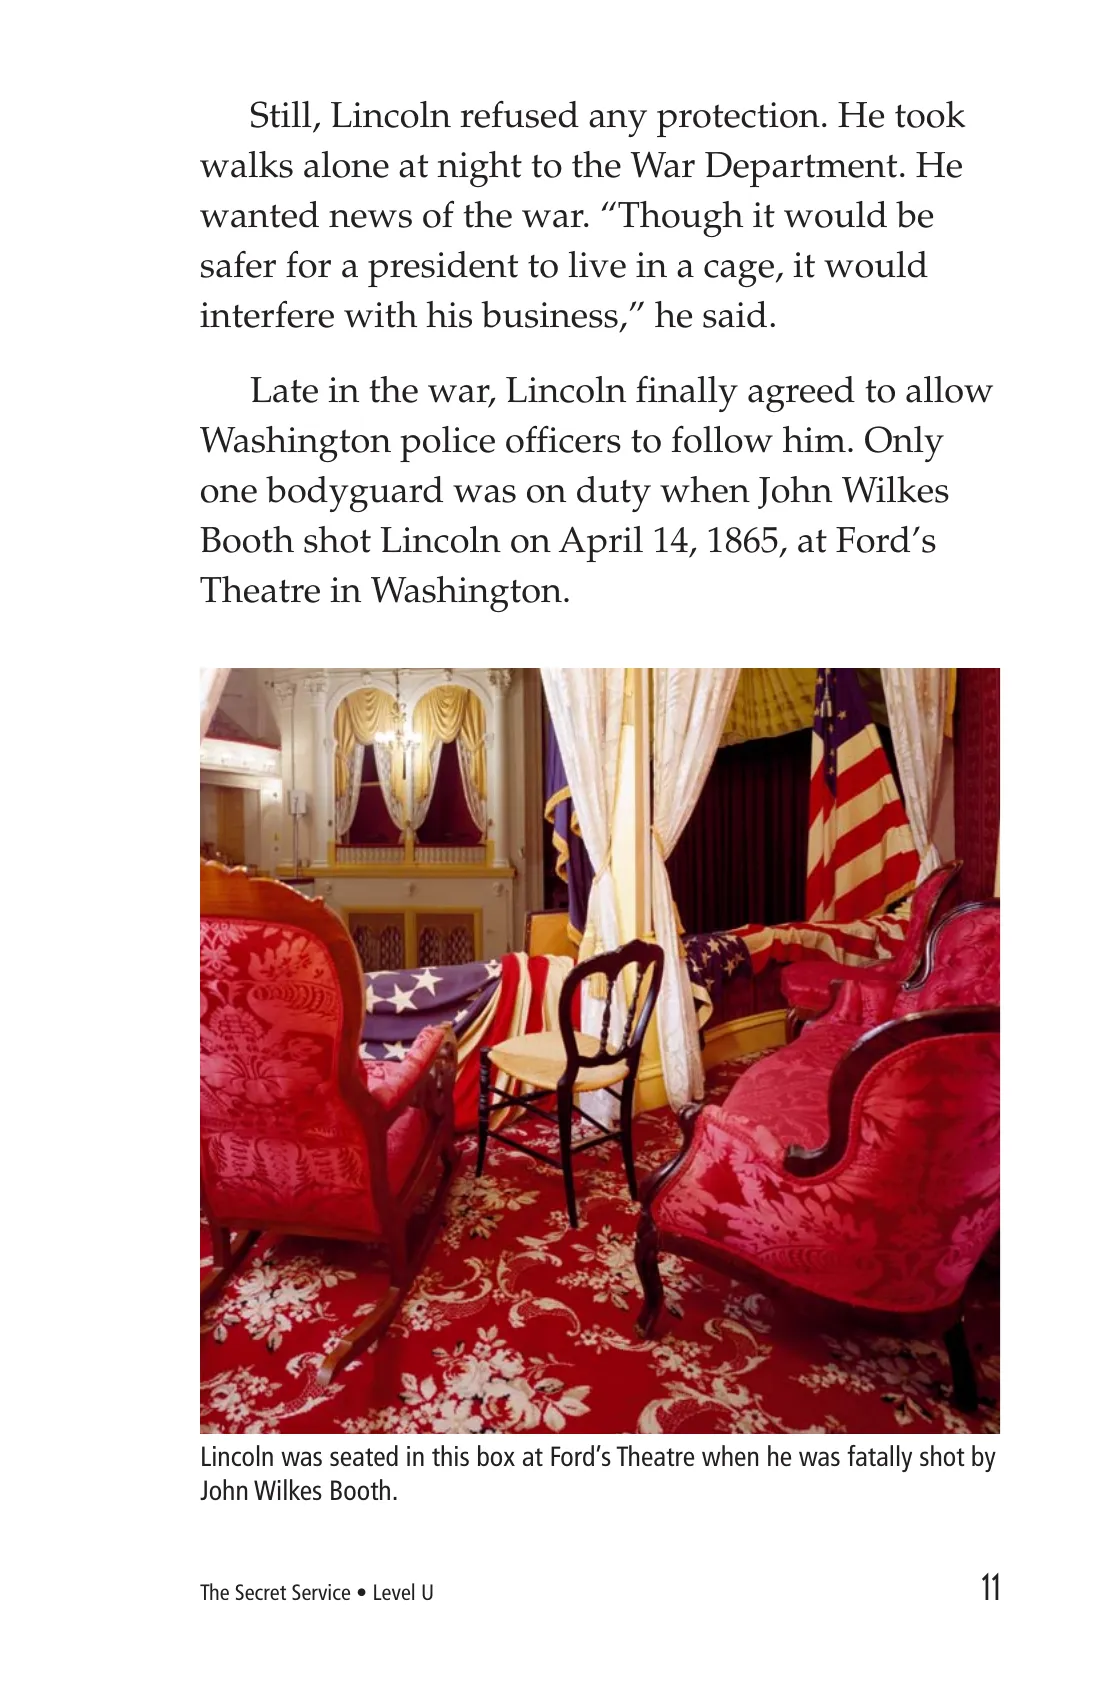 Still, Lincoln refused any protection. He took
walks alone at night to the War Department. He
wanted news of the war. “Though it would be
safer for a president to live in a cage, it would
interfere with his business,” he said.
Late in the war, Lincoln finally agreed to allow
Washington police officers to follow him. Only
one bodyguard was on duty when John Wilkes
Booth shot Lincoln on April 14, 1865, at Ford’s
Theatre in Washington.
Lincoln was seated in this box at Ford’s Theatre when he was fatally shot by
John Wilkes Booth.
The Secret Service • Level U 11